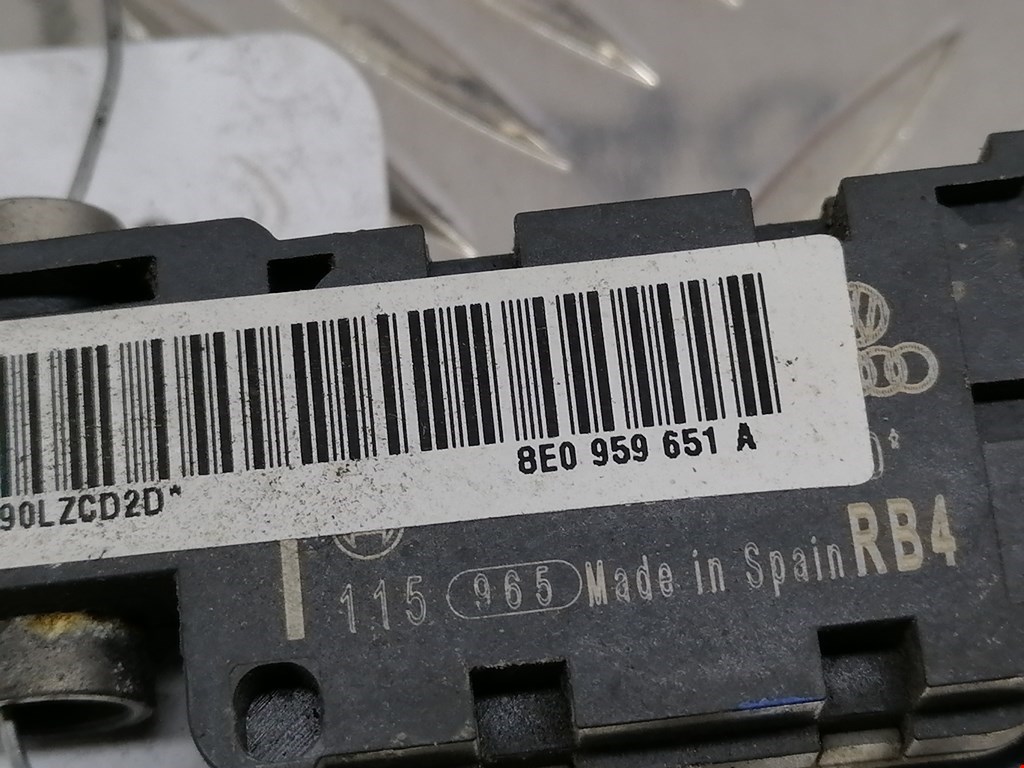 8E0 959 651 A
90LZCD2D*
115 965 Made in Spain RB4